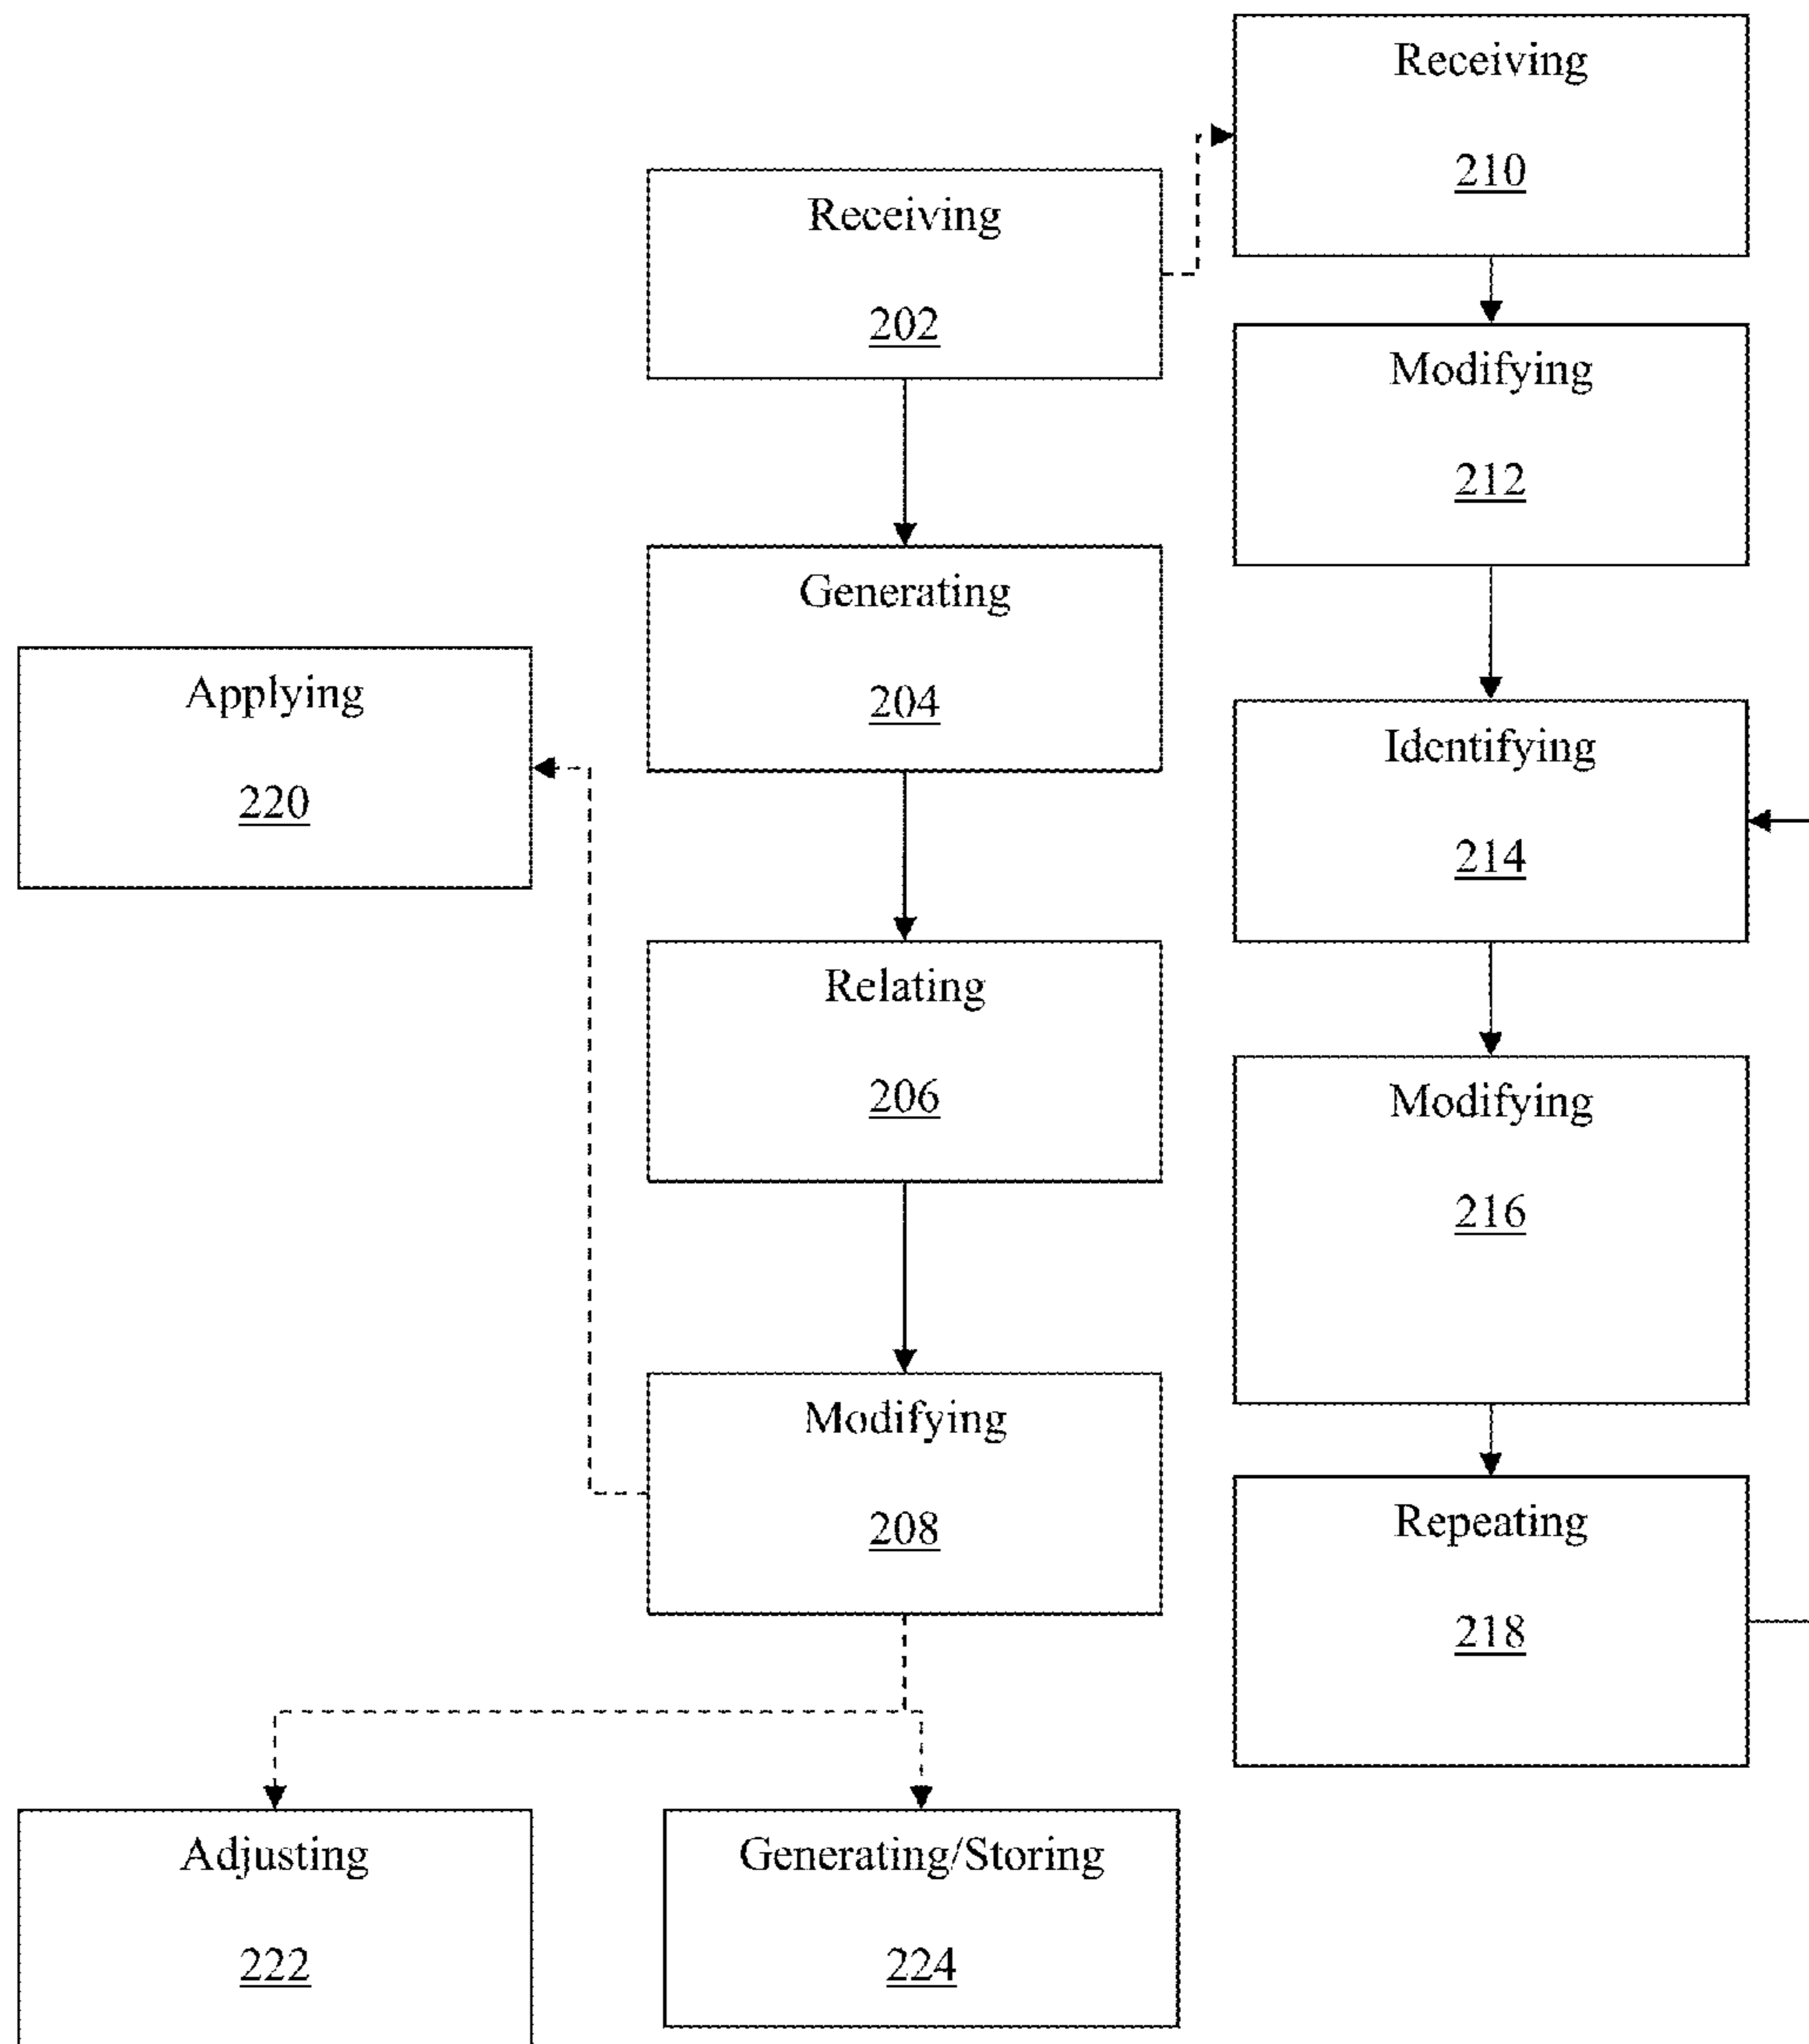 Receiving
202
Generating
204
Relating
206
Modifying
208
Receiving
210
Modifying
212
Identifying
214
Modifying
216
Repeating
218
Applying
220
Adjusting
222
Generating/Storing
224